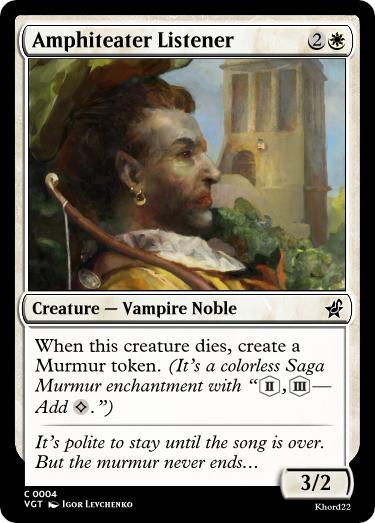 Amphiteater Listener 2
Creature — Vampire Noble
When this creature dies, create a
Murmur token. (It's a colorless Saga
Murmur enchantment with “II, III—
Add ◇.”)
It's polite to stay until the song is over.
But the murmur never ends…
3/2
C 0004
VGT Igor Levchenko
Khord22